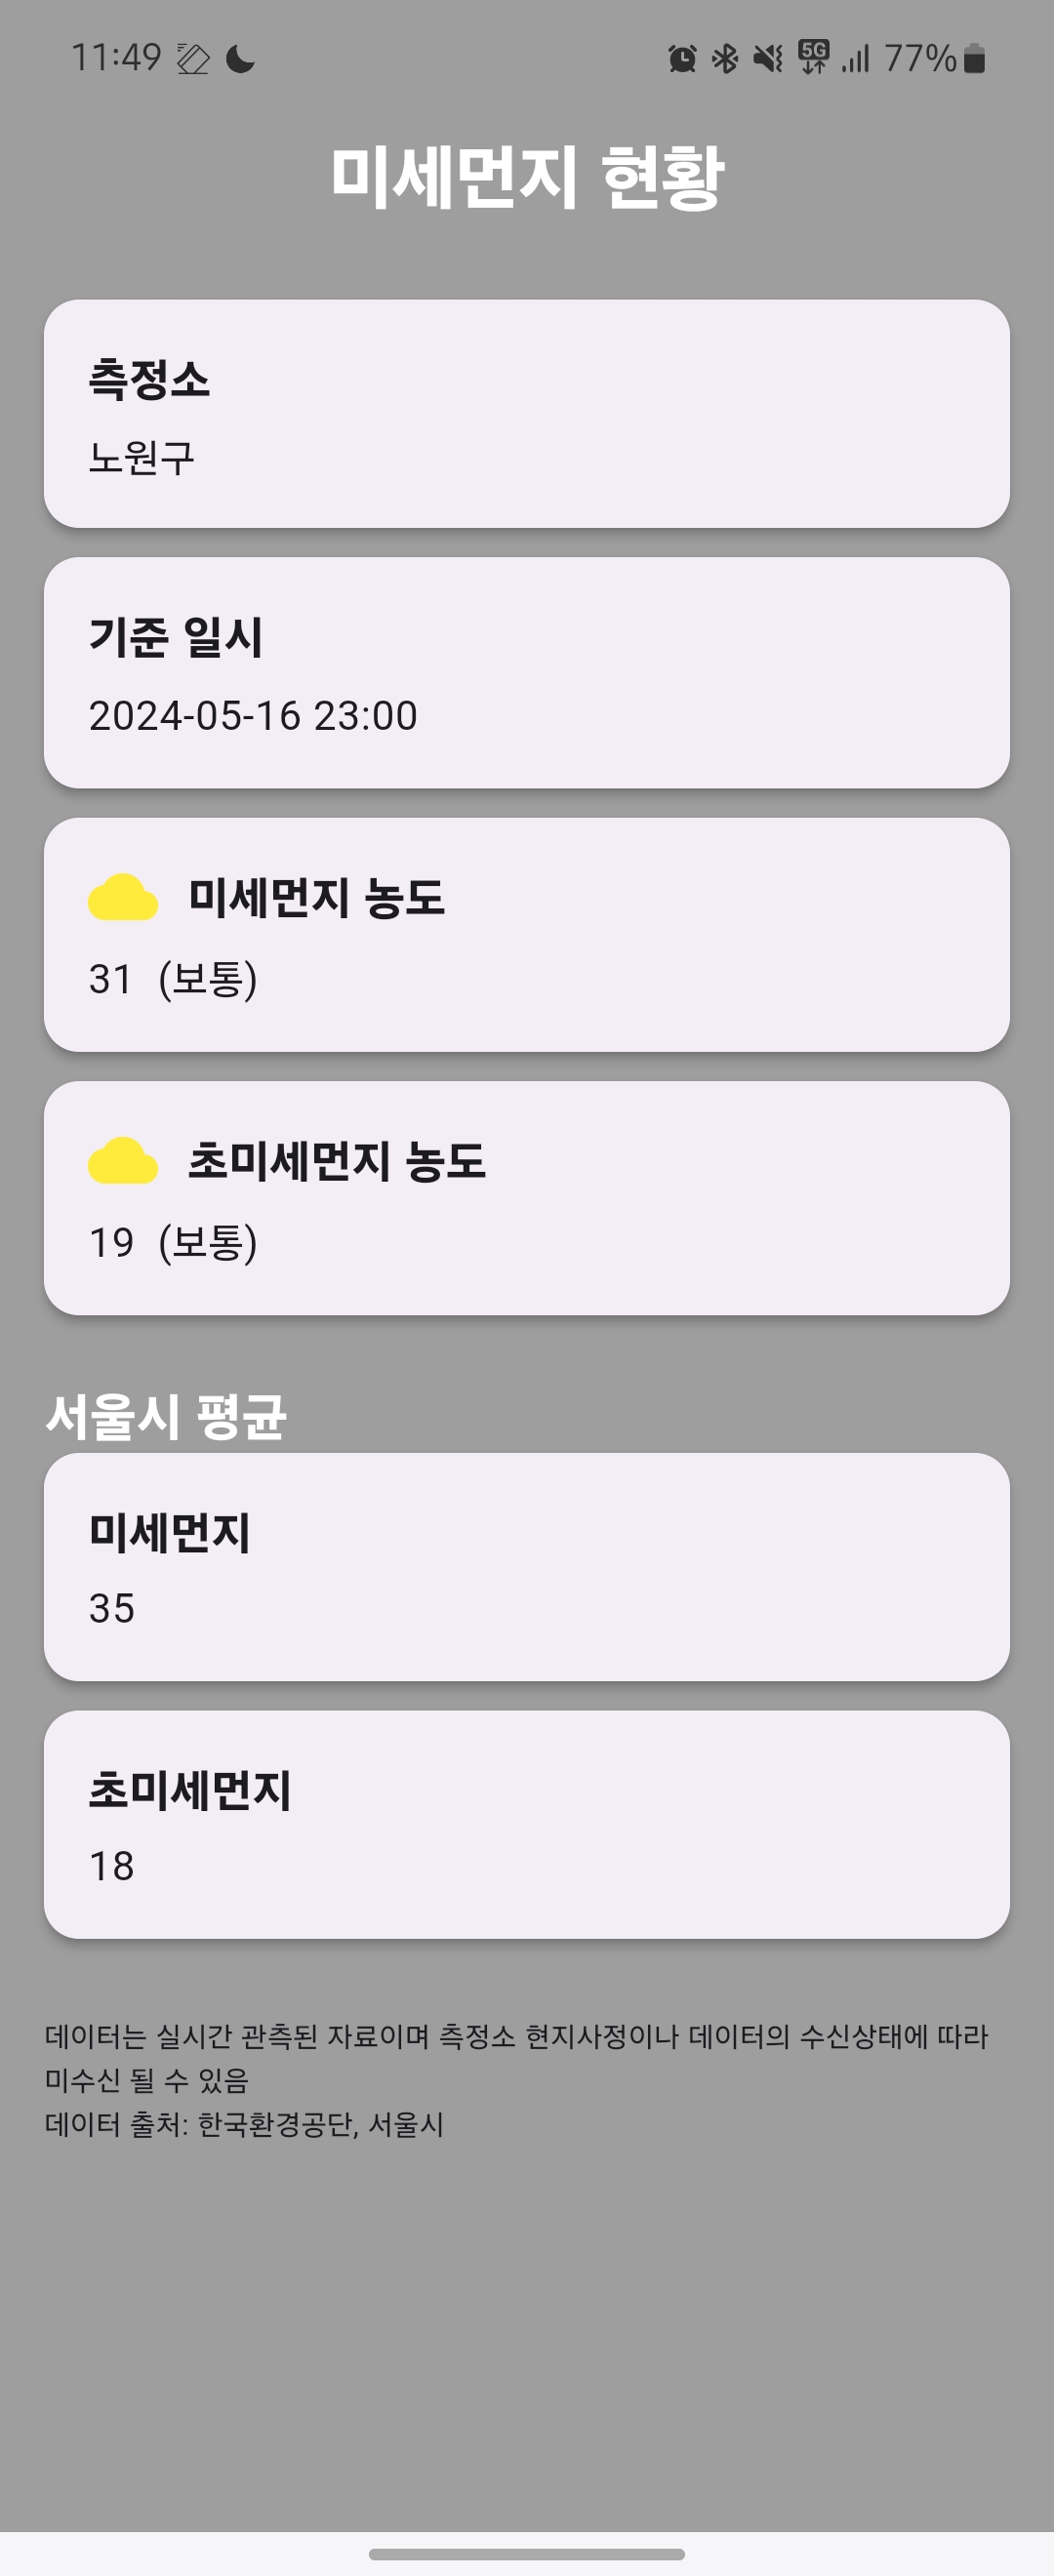 11:49 5G 77%
미세먼지 현황
측정소
노원구
기준 일시
2024-05-16 23:00
미세먼지 농도
31 (보통)
초미세먼지 농도
19 (보통)
서울시 평균
미세먼지
35
초미세먼지
18
데이터는 실시간 관측된 자료이며 측정소 현지사정이나 데이터의 수신상태에 따라
미수신 될 수 있음
데이터 출처: 한국환경공단, 서울시